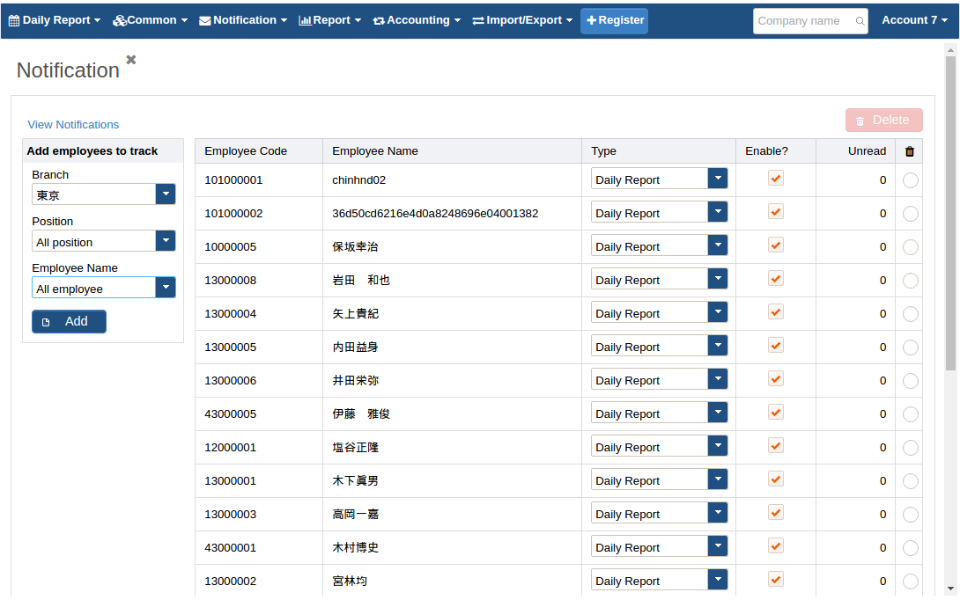 Daily Report Common Notification Report Accounting Import/Export Register Company name Account 7
Notification
View Notifications
Delete
Add employees to track
Branch
東京
Position
All position
Employee Name
All employee
Add
Employee Code Employee Name Type Enable? Unread
101000001 chinhnd02 Daily Report 0
101000002 36d50cd6216e4d0a8248696e04001382 Daily Report 0
10000005 保坂幸治 Daily Report 0
13000008 岩田　和也 Daily Report 0
13000004 矢上貴紀 Daily Report 0
13000005 内田益身 Daily Report 0
13000006 井田栄弥 Daily Report 0
43000005 伊藤　雅俊 Daily Report 0
12000001 塩谷正隆 Daily Report 0
13000001 木下眞男 Daily Report 0
13000003 高岡一嘉 Daily Report 0
43000001 木村博史 Daily Report 0
13000002 宮林均 Daily Report 0